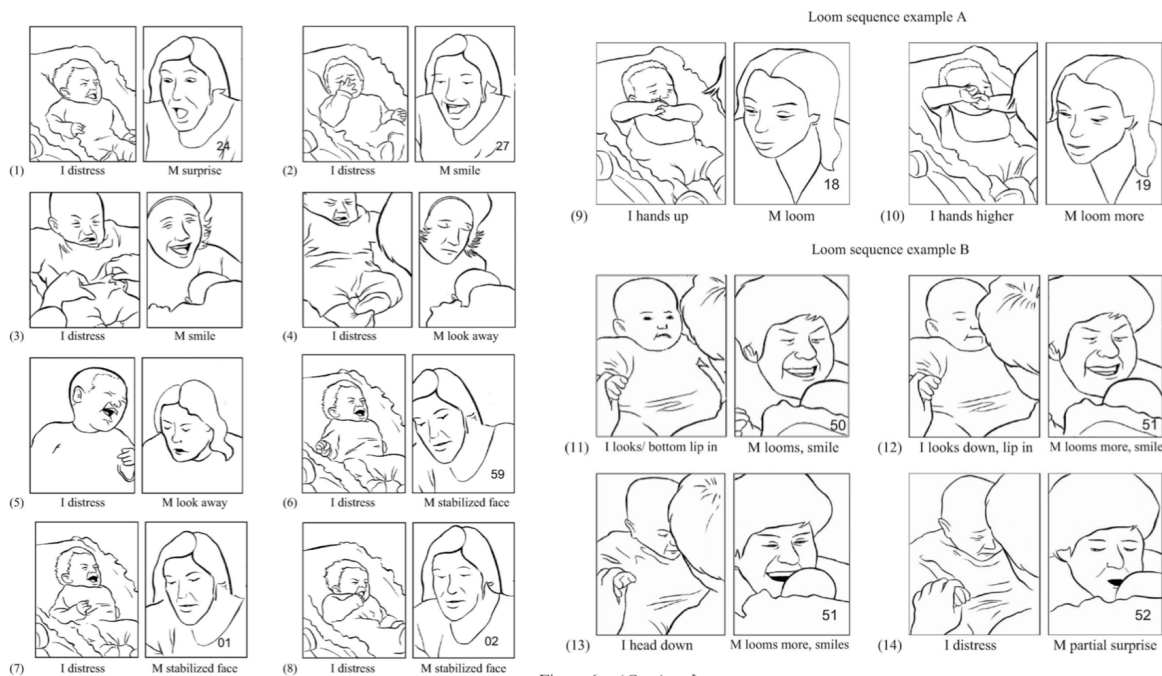 24
27
(1) I distress M surprise
(2) I distress M smile
(3) I distress M smile
(4) I distress M look away
59
(5) I distress M look away
(6) I distress M stabilized face
01
02
(7) I distress M stabilized face
(8) I distress M stabilized face
Loom sequence example A
18
19
(9) I hands up M loom
(10) I hands higher M loom more
Loom sequence example B
50
51
(11) I looks/ bottom lip in M looms, smile
(12) I looks down, lip in M looms more, smile
51
52
(13) I head down M looms more, smiles
(14) I distress M partial surprise